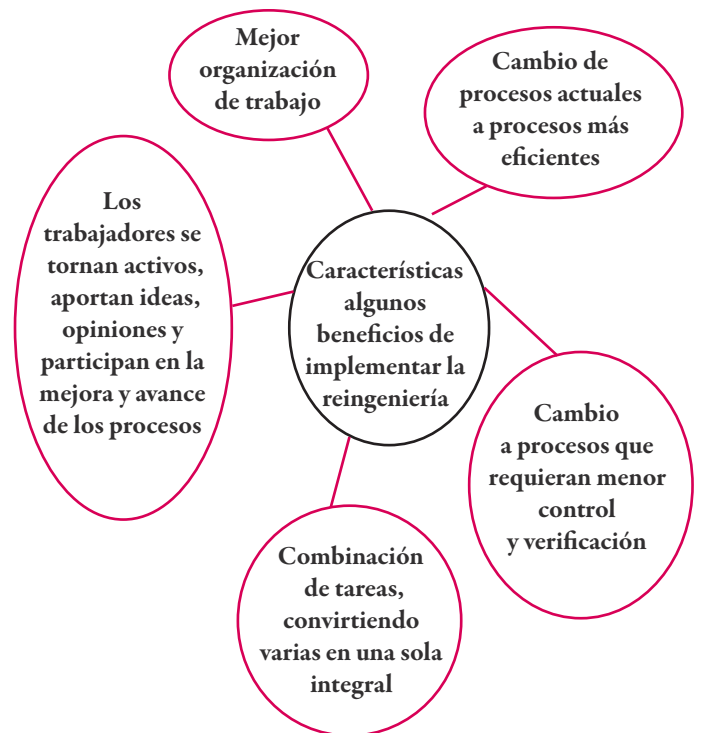 Mejor
organización
de trabajo
Cambio de
procesos actuales
a procesos más
eficientes
Los
trabajadores se
tornan activos,
aportan ideas,
opiniones y
participan en la
mejora y avance
de los procesos
Característicás
algunos
beneficios de
implementar la
reingeniería
Cambio
a procesos que
requieran menor
control
y verificación
Combinación
de tareas,
convirtiendo
varias en una sola
integral